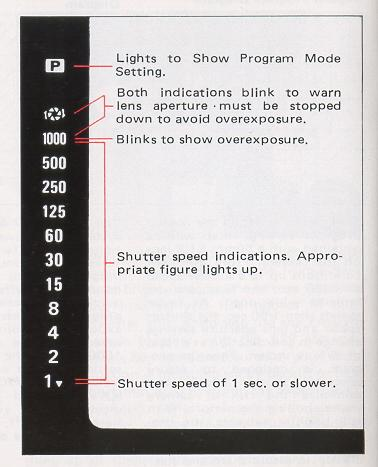 P
Lights to Show Program Mode
Setting.
Both indications blink to warn
lens aperture · must be stopped
down to avoid overexposure.
1000
Blinks to show overexposure.
500
250
125
60
30
Shutter speed indications. Appro-
priate figure lights up.
15
8
4
2
1▼
Shutter speed of 1 sec. or slower.